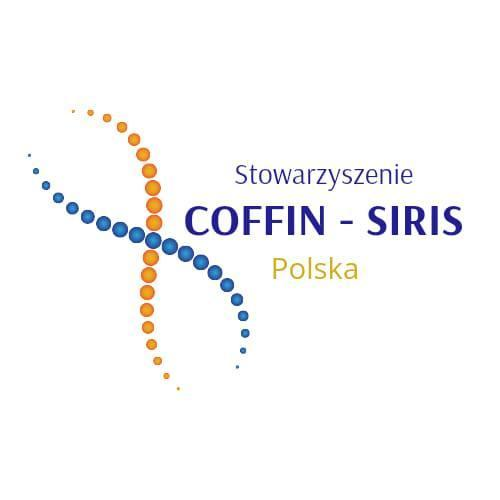 Stowarzyszenie
COFFIN - SIRIS
Polska